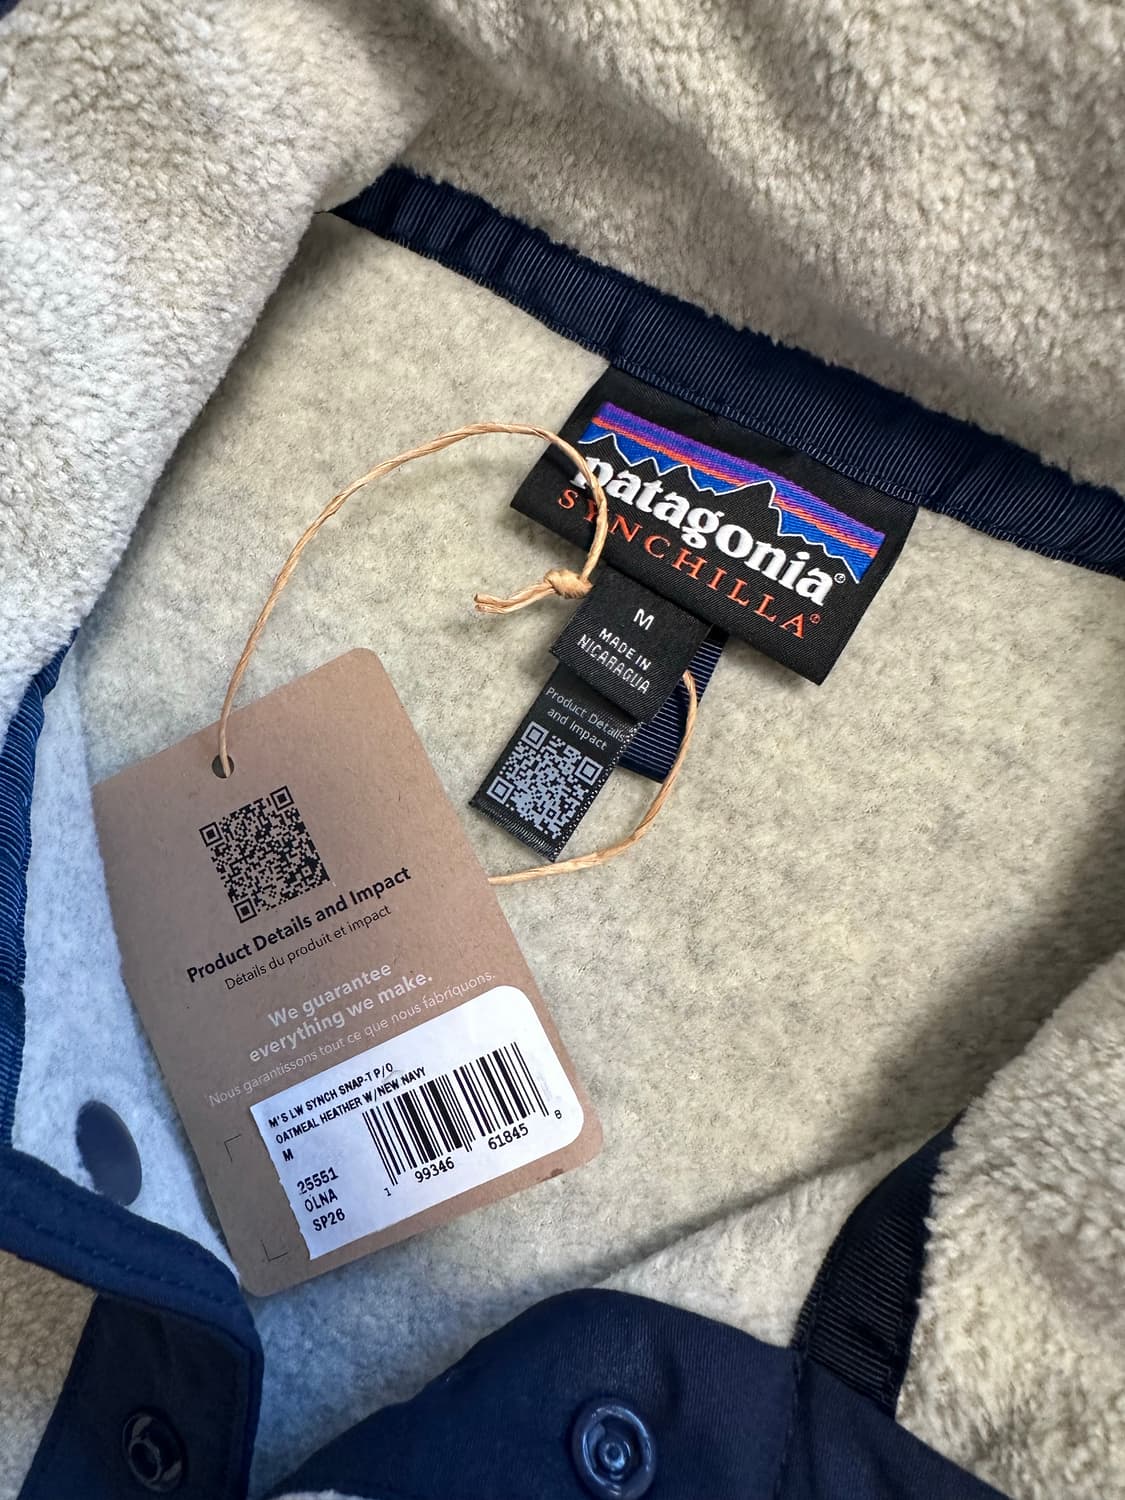 patagonia®
SYNCHILLA®
M
MADE IN
NICARAGUA
Product Details
and Impact
Product Details and Impact
Détails du produit et impact
We guarantee
everything we make.
Nous garantissons tout ce que nous fabriquons.
M'S LW SYNCH SNAP-T P/O
OATMEAL HEATHER W/NEW NAVY
M
25551
OLNA
SP26
1 99346 61845 8